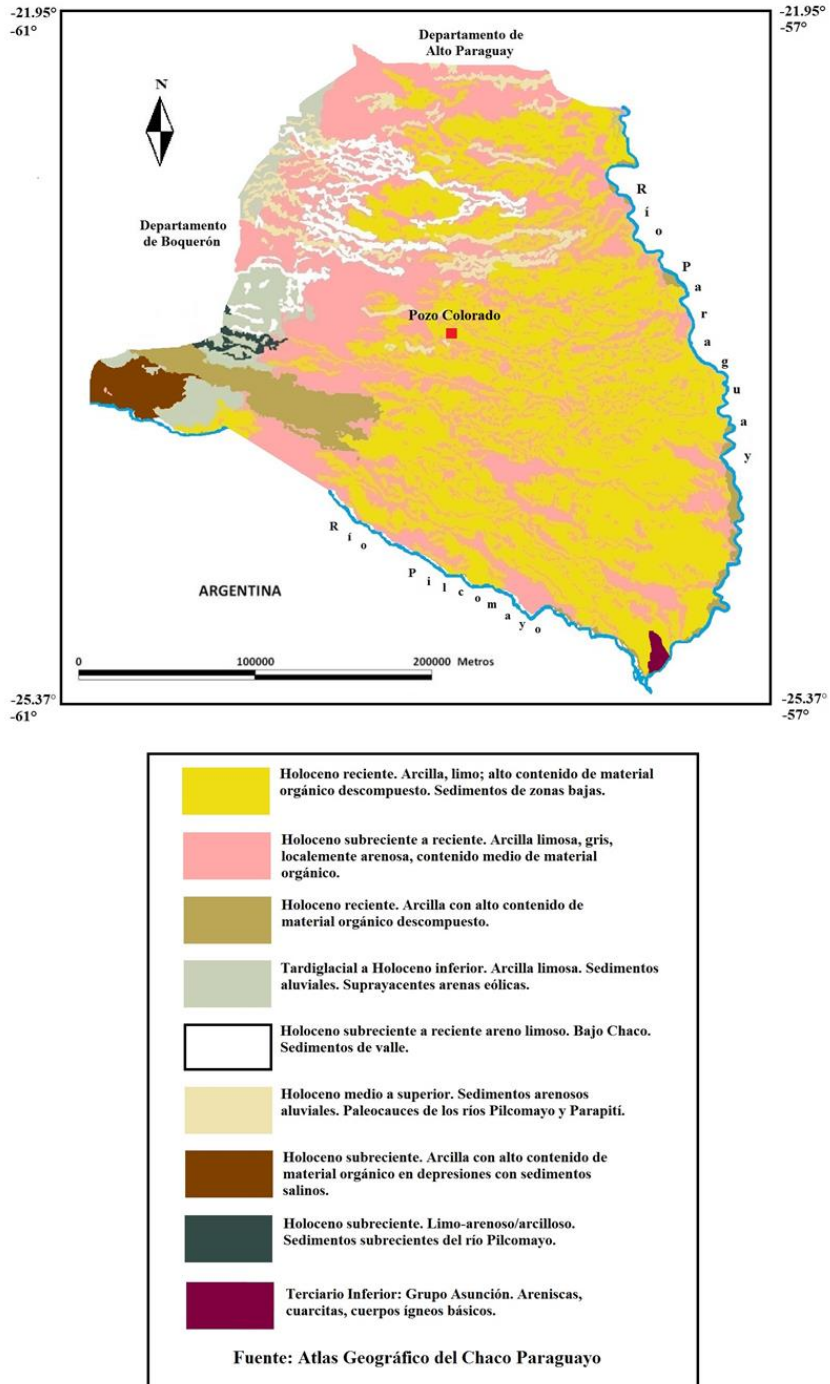 -21.95°
-61°
-21.95°
-57°
Departamento de
Alto Paraguay
N
Departamento
de Boquerón
Río Paraguay
Pozo Colorado
Río Pilcomayo
ARGENTINA
0 100000 200000 Metros
-25.37°
-61°
-25.37°
-57°
Holoceno reciente. Arcilla, limo; alto contenido de material
orgánico descompuesto. Sedimentos de zonas bajas.
Holoceno subreciente a reciente. Arcilla limosa, gris,
localmente arenosa, contenido medio de material
orgánico.
Holoceno reciente. Arcilla con alto contenido de
material orgánico descompuesto.
Tardiglacial a Holoceno inferior. Arcilla limosa. Sedimentos
aluviales. Suprayacentes arenas eólicas.
Holoceno subreciente a reciente areno limoso. Bajo Chaco.
Sedimentos de valle.
Holoceno medio a superior. Sedimentos arenosos
aluviales. Paleocauces de los ríos Pilcomayo y Parapití.
Holoceno subreciente. Arcilla con alto contenido de
material orgánico en depresiones con sedimentos
salinos.
Holoceno subreciente. Limo-arenoso/arcilloso.
Sedimentos subrecientes del río Pilcomayo.
Terciario Inferior: Grupo Asunción. Areniscas,
cuarcitas, cuerpos ígneos básicos.
Fuente: Atlas Geográfico del Chaco Paraguayo